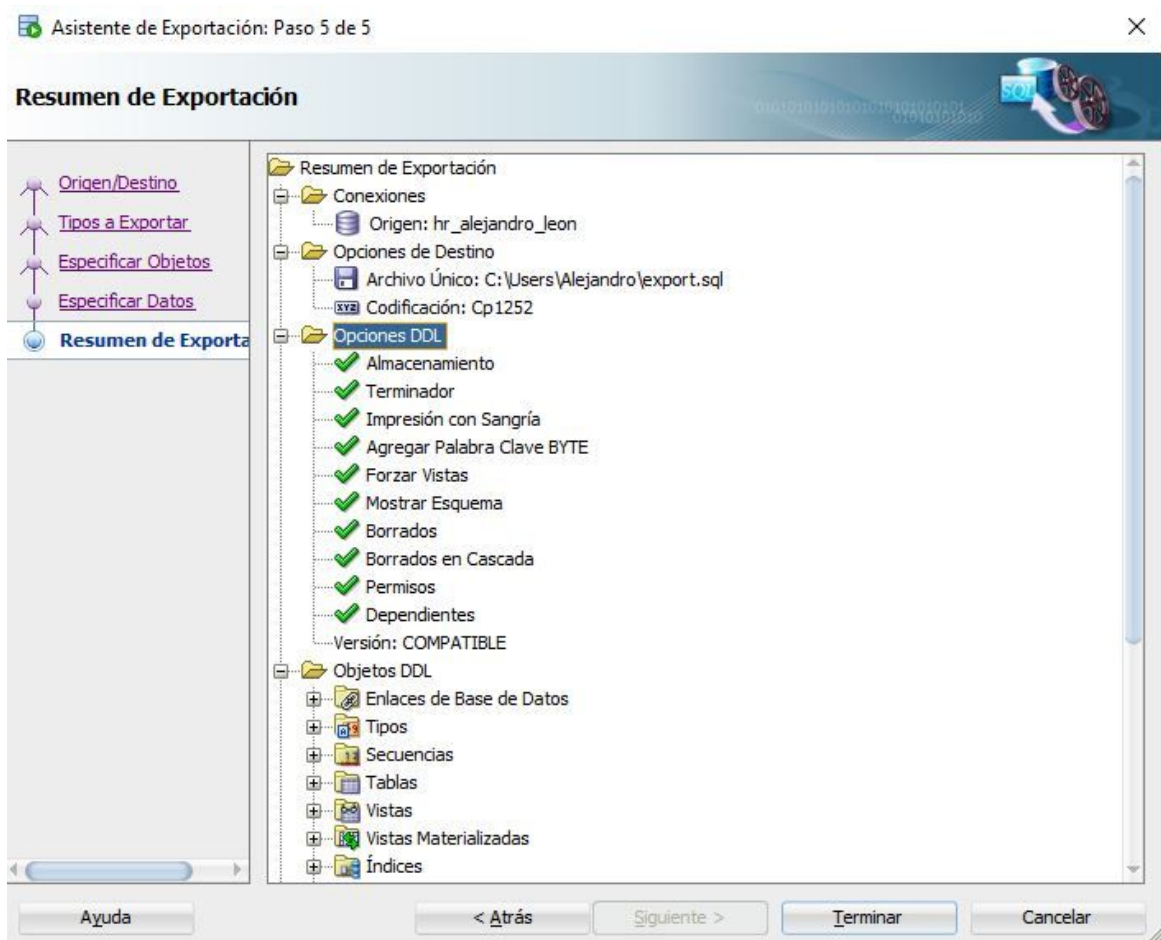 Asistente de Exportación: Paso 5 de 5
Resumen de Exportación
SQL
Origen/Destino
Tipos a Exportar
Especificar Objetos
Especificar Datos
Resumen de Exporta
Resumen de Exportación
Conexiones
Origen: hr_alejandro_leon
Opciones de Destino
Archivo Único: C:\Users\Alejandro\export.sql
XYZ Codificación: Cp1252
Opciones DDL
Almacenamiento
Terminador
Impresión con Sangría
Agregar Palabra Clave BYTE
Forzar Vistas
Mostrar Esquema
Borrados
Borrados en Cascada
Permisos
Dependientes
Versión: COMPATIBLE
Objetos DDL
Enlaces de Base de Datos
Tipos
Secuencias
Tablas
Vistas
Vistas Materializadas
Índices
Ayuda
< Atrás
Siguiente >
Terminar
Cancelar